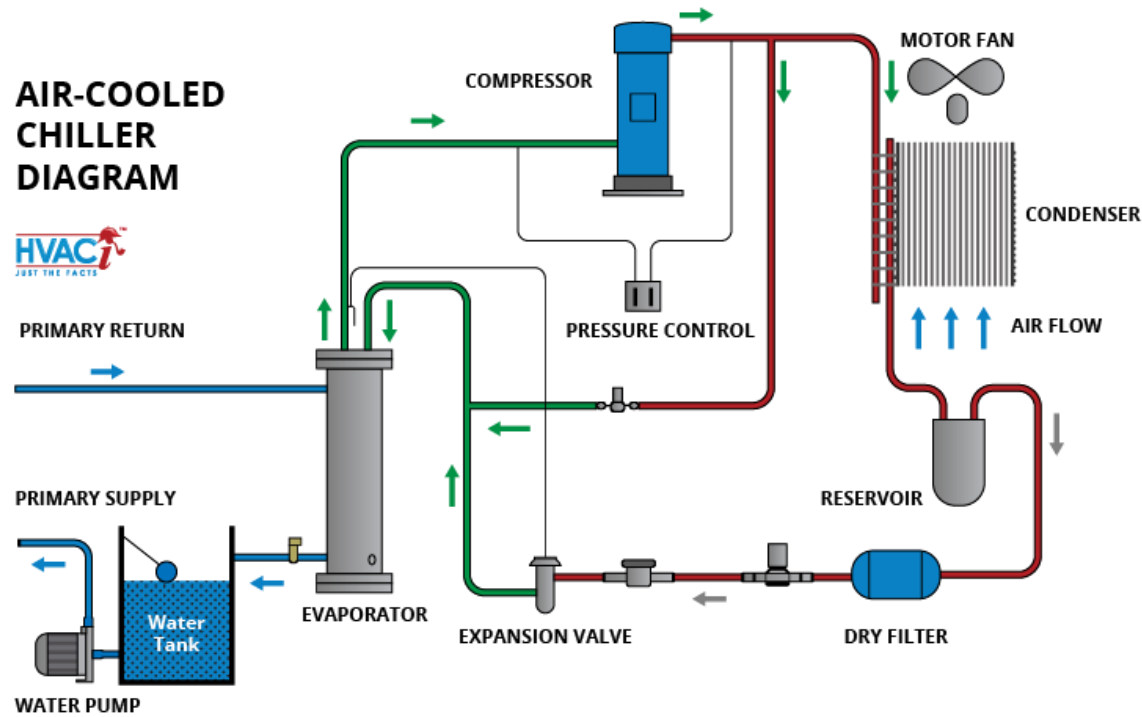 AIR-COOLED
CHILLER
DIAGRAM
HVACi™
JUST THE FACTS
COMPRESSOR
MOTOR FAN
CONDENSER
PRESSURE CONTROL
AIR FLOW
PRIMARY RETURN
PRIMARY SUPPLY
RESERVOIR
EVAPORATOR
EXPANSION VALVE
DRY FILTER
Water
Tank
WATER PUMP